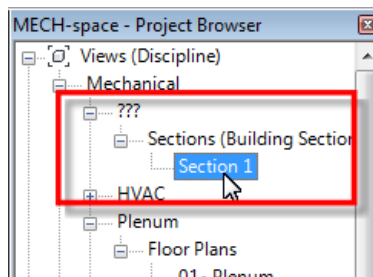 MECH-space - Project Browser
Views (Discipline)
Mechanical
???
Sections (Building Section
Section 1
HVAC
Plenum
Floor Plans
01 - Plenum